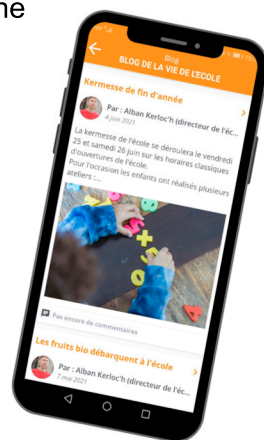 ne
Blog
BLOG DE LA VIE DE L'ECOLE
Kermesse de fin d'année
Par : Alban Kerloc'h (directeur de l'éc...
4 juin 2021
La kermesse de l'école se déroulera le vendredi
25 et samedi 26 juin sur les horaires classiques
d'ouvertures de l'école.
Pour l'occasion les enfants ont réalisés plusieurs
ateliers :...
Pas encore de commentaires
Les fruits bio débarquent à l'école
Par : Alban Kerloc'h (directeur de l'éc...
7 mai 2021